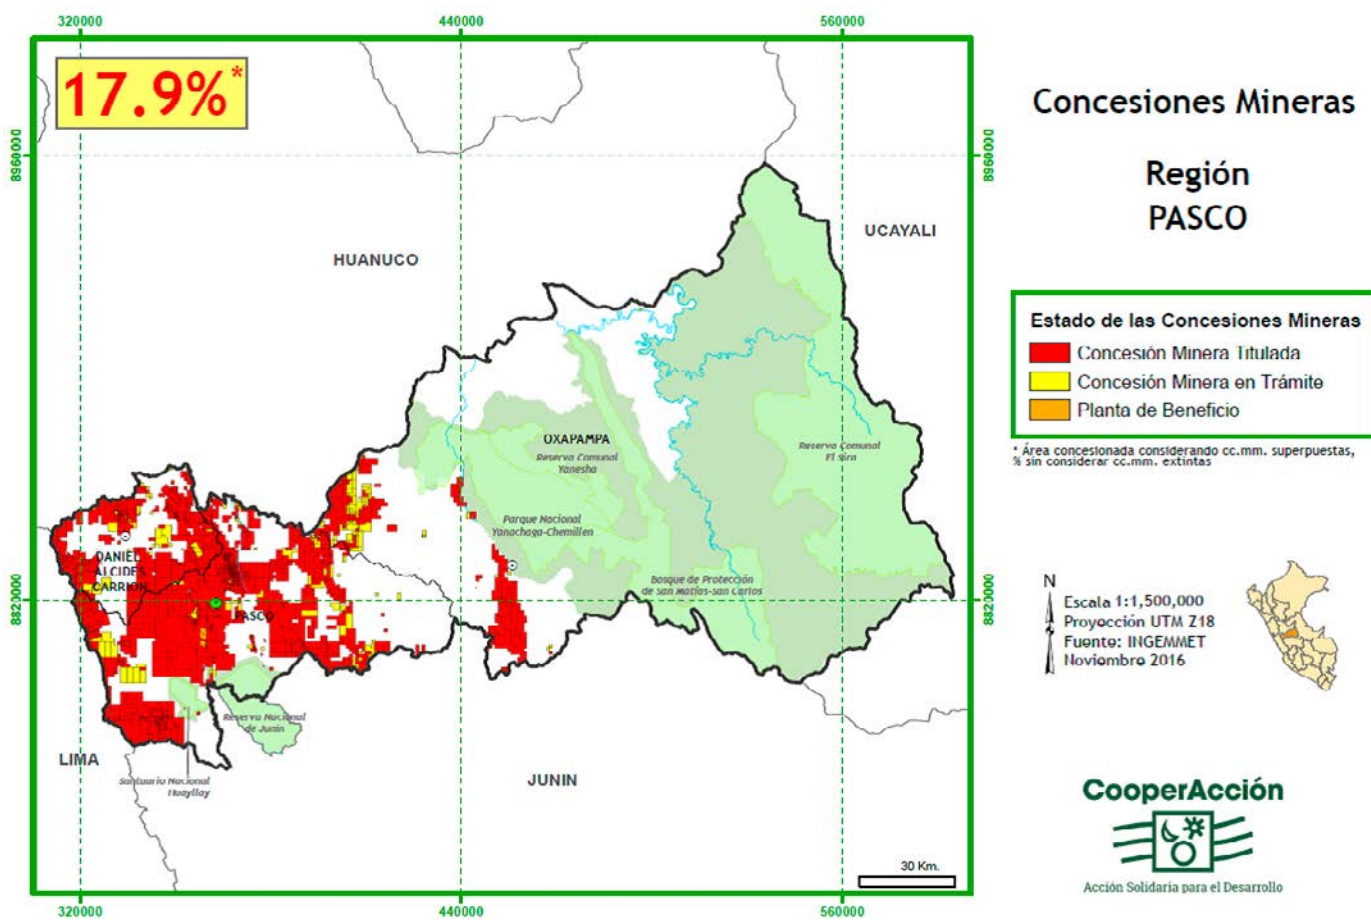 320000
440000
560000
17.9%*
Concesiones Mineras
Región
PASCO
8960000
8960000
HUANUCO
UCAYALI
Estado de las Concesiones Mineras
Concesión Minera Titulada
Concesión Minera en Trámite
Planta de Beneficio
* Área concesionada considerando cc.mm. superpuestas,
% sin considerar cc.mm. extintas
OXAPAMPA
Reserva Comunal
Yanesha
Reserva Comunal
El Sira
Parque Nacional
Yanachaga-Chemillen
DANIEL
ALCIDES
CARRION
PASCO
Bosque de Protección
de San Matías-San Carlos
8820000
8820000
N
Escala 1:1,500,000
Proyección UTM Z18
Fuente: INGEMMET
Noviembre 2016
Reserva Nacional
de Junin
LIMA
Santuario Nacional
Huayllay
JUNIN
CooperAcción
Acción Solidaria para el Desarrollo
30 Km.
320000
440000
560000